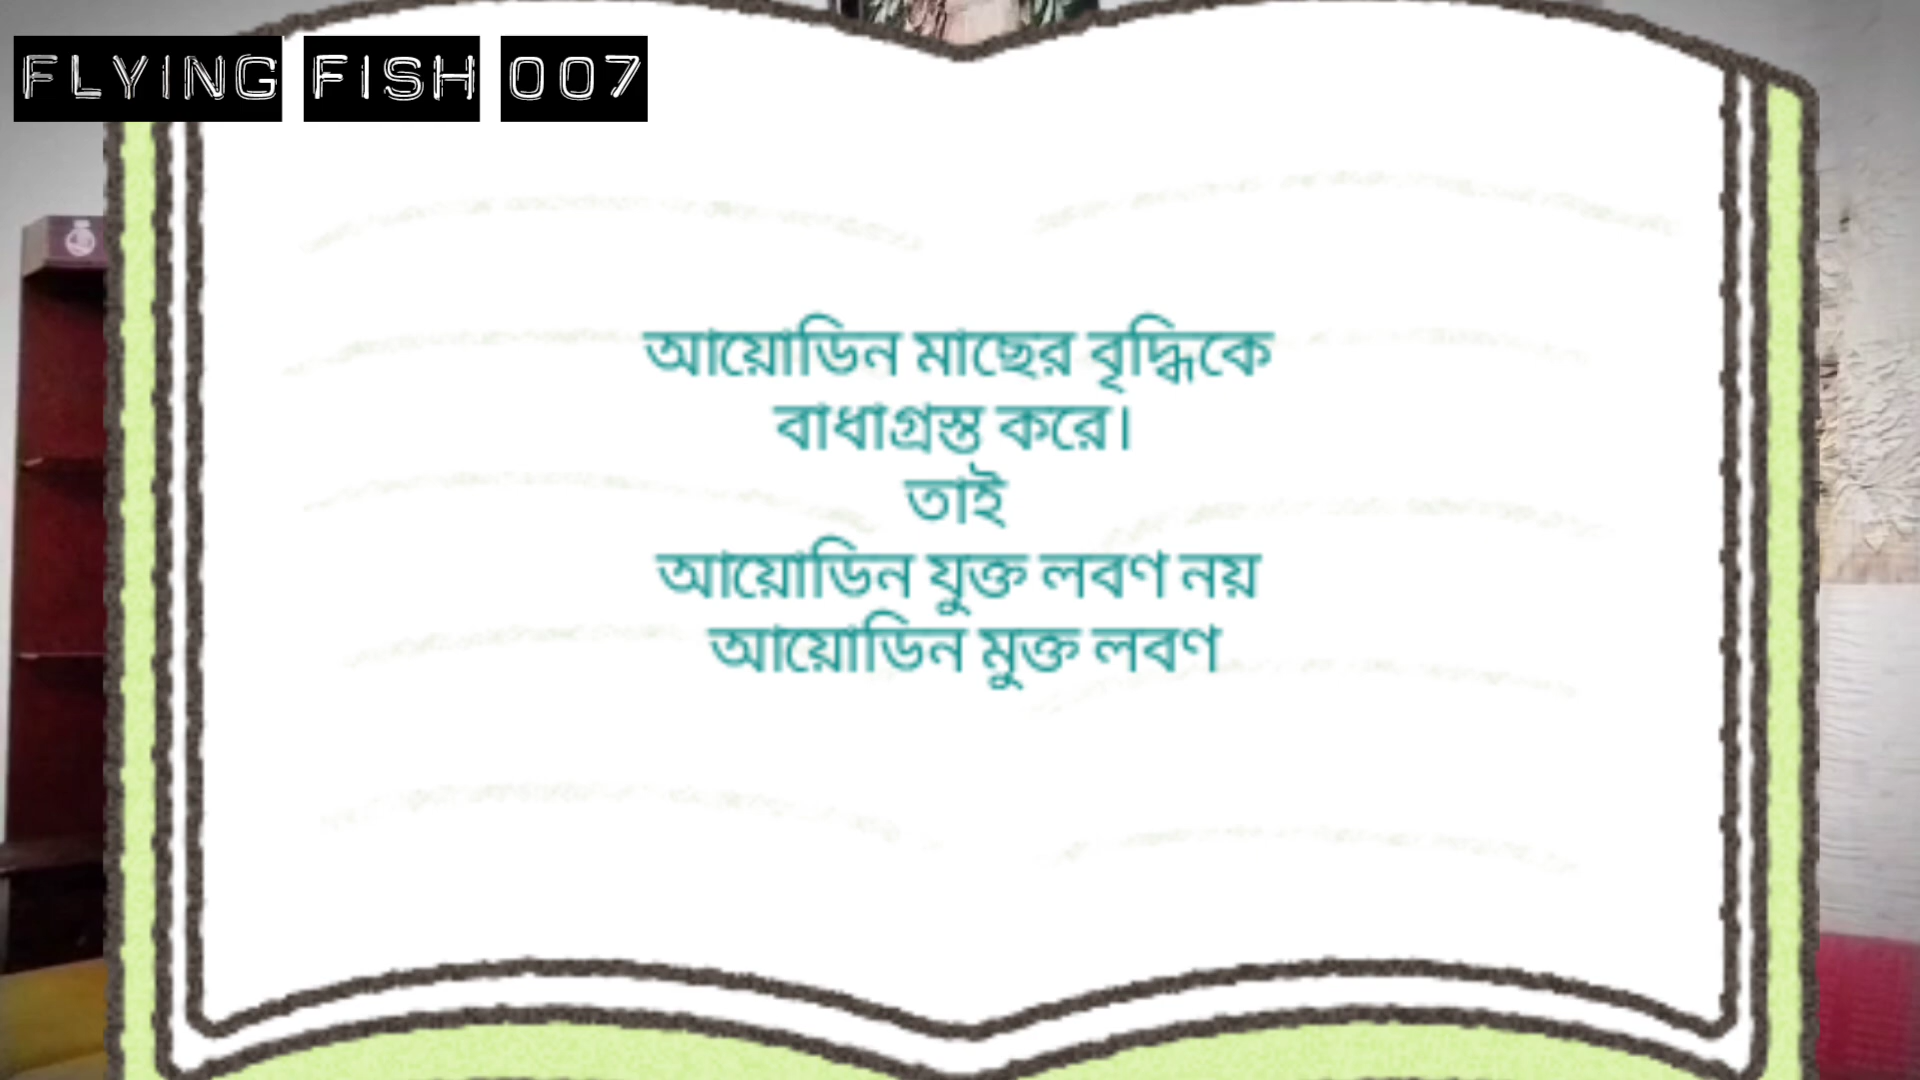 FLYING FISH 007
আয়োডিন মাছের বৃদ্ধিকে
বাধাগ্রস্ত করে।
তাই
আয়োডিন যুক্ত লবণ নয়
আয়োডিন মুক্ত লবণ